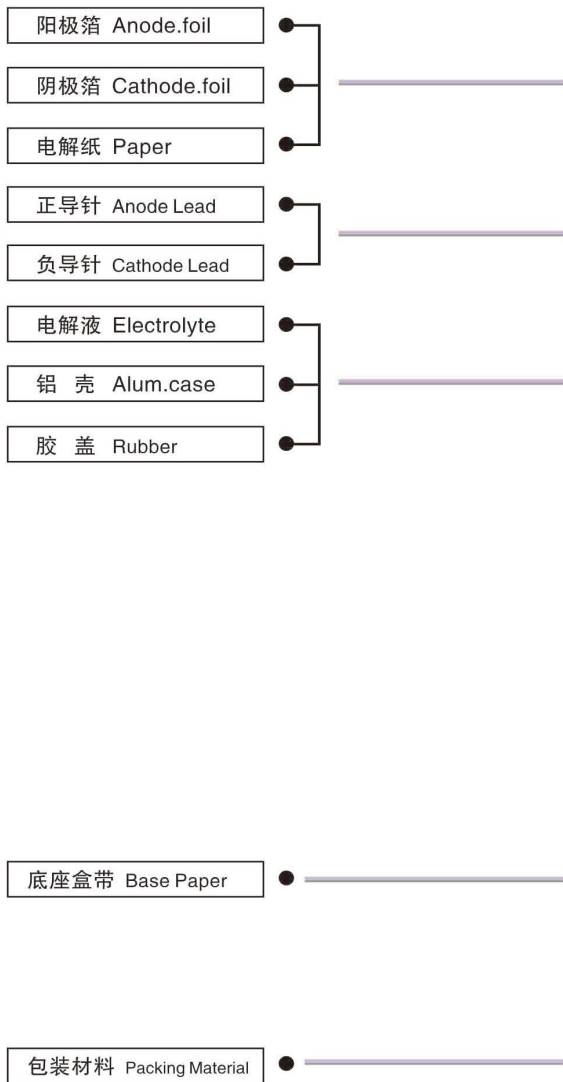 阳极箔 Anode.foil
阴极箔 Cathode.foil
电解纸 Paper
正导针 Anode Lead
负导针 Cathode Lead
电解液 Electrolyte
铝 壳 Alum.case
胶 盖 Rubber
底座盒带 Base Paper
包装材料 Packing Material